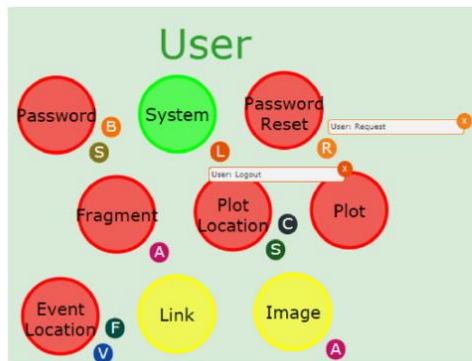 User
Password
B
S
System
L
Password
Reset
R
User: Request
x
User: Logout
x
Fragment
A
Plot
Location
C
S
Plot
Event
Location
F
V
Link
Image
A